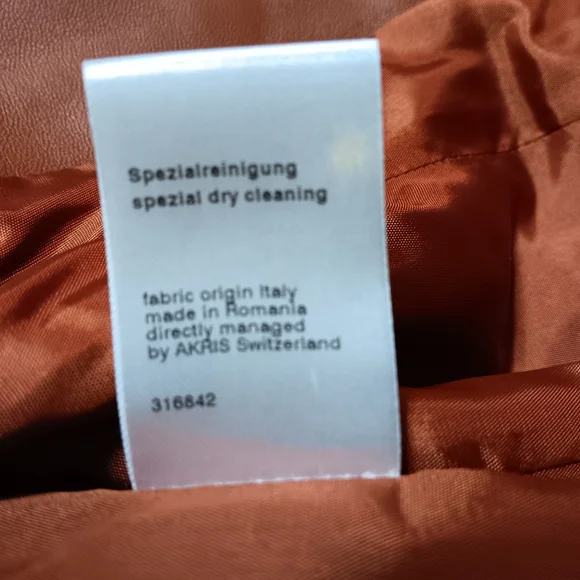 Spezialreinigung
spezial dry cleaning
fabric origin Italy
made in Romania
directly managed
by AKRIS Switzerland
316842